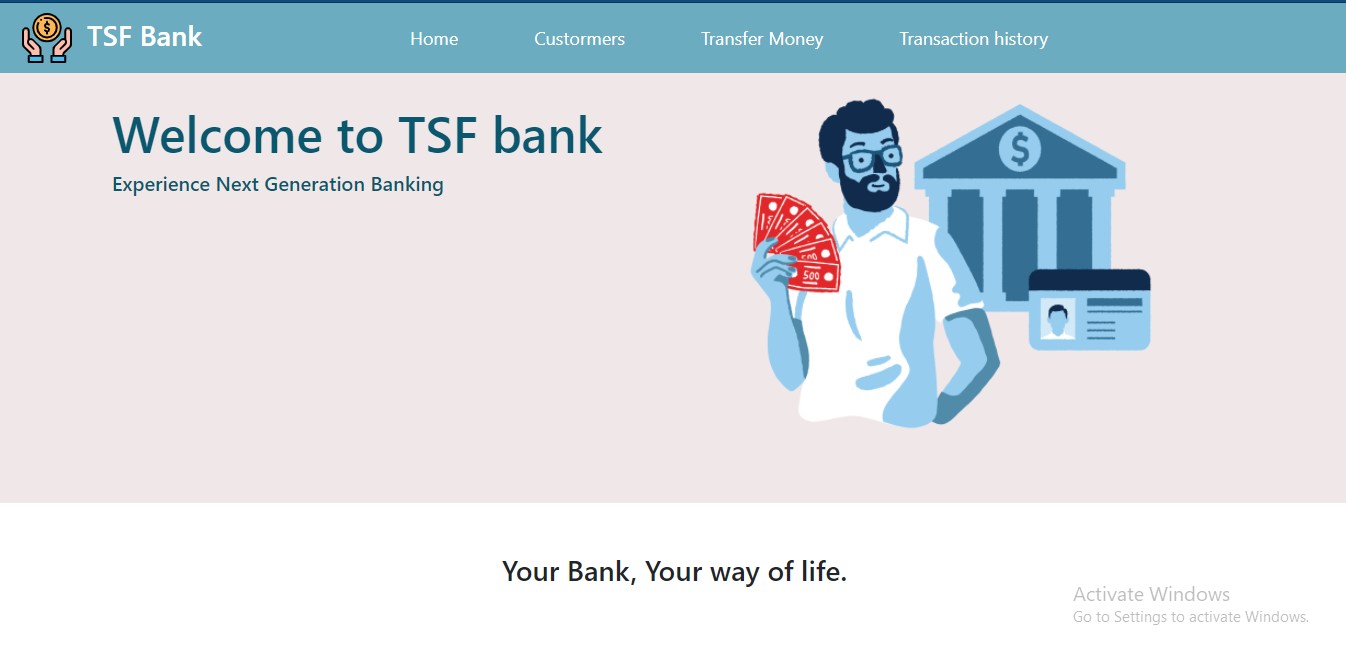 TSF Bank
Home
Custormers
Transfer Money
Transaction history
Welcome to TSF bank
Experience Next Generation Banking
$
$
500
500
Your Bank, Your way of life.
Activate Windows
Go to Settings to activate Windows.